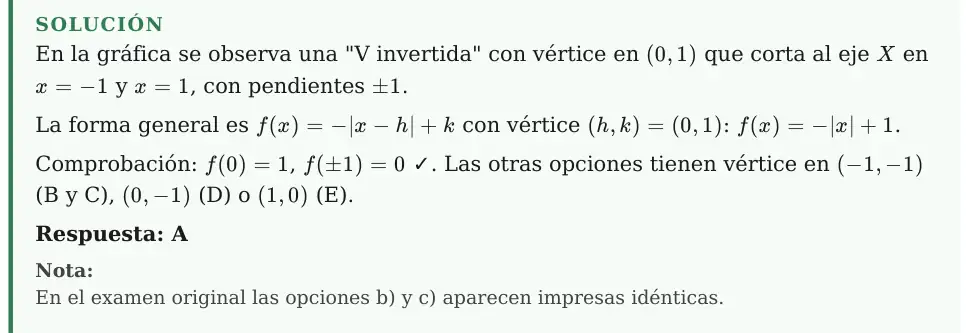 SOLUCIÓN
En la gráfica se observa una "V invertida" con vértice en (0, 1) que corta al eje X en
x = −1 y x = 1, con pendientes ±1.
La forma general es f(x) = −|x − h| + k con vértice (h, k) = (0, 1): f(x) = −|x| + 1.
Comprobación: f(0) = 1, f(±1) = 0 ✓. Las otras opciones tienen vértice en (−1, −1)
(B y C), (0, −1) (D) o (1, 0) (E).
Respuesta: A
Nota:
En el examen original las opciones b) y c) aparecen impresas idénticas.